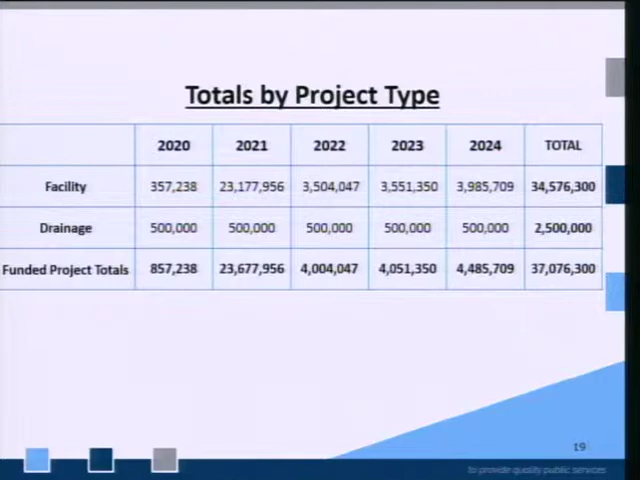 Totals by Project Type
2020 2021 2022 2023 2024 TOTAL
Facility 357,238 23,177,956 3,504,047 3,551,350 3,985,709 34,576,300
Drainage 500,000 500,000 500,000 500,000 500,000 2,500,000
Funded Project Totals 857,238 23,677,956 4,004,047 4,051,350 4,485,709 37,076,300
19
to provide quality public services